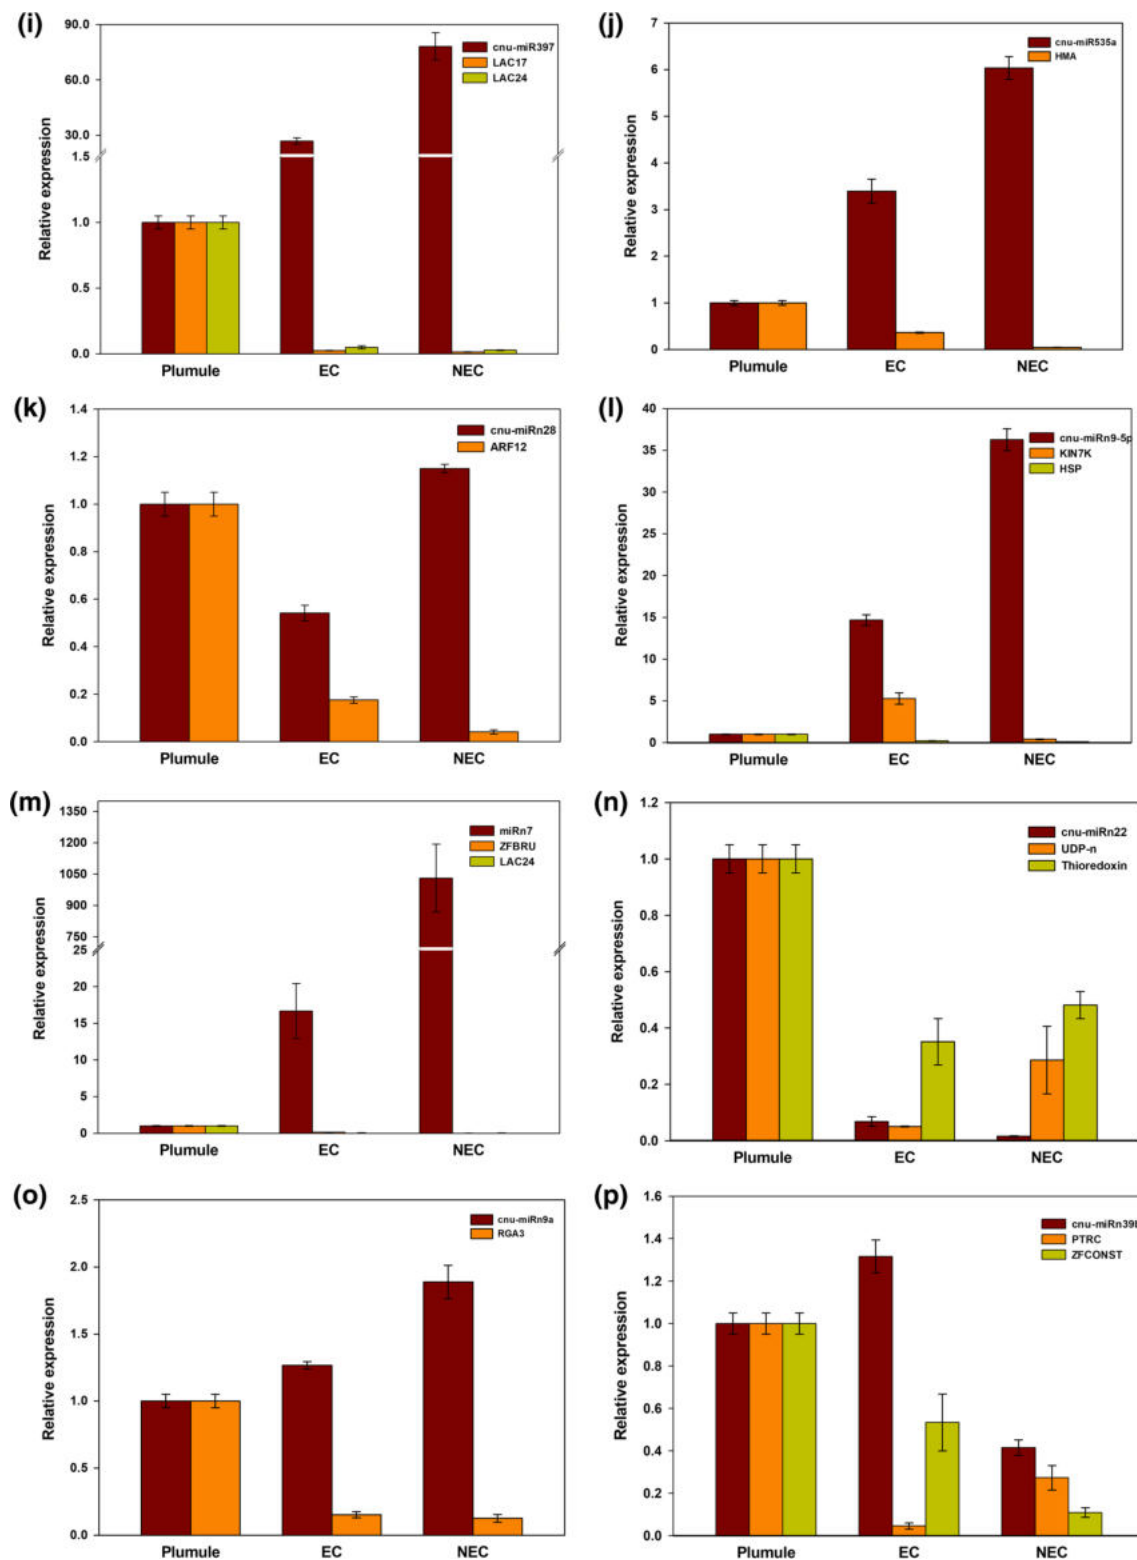 (i)
Relative expression
90.0
60.0
30.0
1.5
1.0
0.5
0.0
cnu-miR397
LAC17
LAC24
Plumule EC NEC
(j)
Relative expression
7
6
5
4
3
2
1
0
cnu-miR535a
HMA
Plumule EC NEC
(k)
Relative expression
1.4
1.2
1.0
0.8
0.6
0.4
0.2
0.0
cnu-miRn28
ARF12
Plumule EC NEC
(l)
Relative expression
40
35
30
25
20
15
10
5
0
cnu-miRn9-5p
KIN7K
HSP
Plumule EC NEC
(m)
Relative expression
1350
1200
1050
900
750
25
20
15
10
5
0
miRn7
ZFBRU
LAC24
Plumule EC NEC
(n)
Relative expression
1.2
1.0
0.8
0.6
0.4
0.2
0.0
cnu-miRn22
UDP-n
Thioredoxin
Plumule EC NEC
(o)
Relative expression
2.5
2.0
1.5
1.0
0.5
0.0
cnu-miRn9a
RGA3
Plumule EC NEC
(p)
Relative expression
1.6
1.4
1.2
1.0
0.8
0.6
0.4
0.2
0.0
PTRC
ZFCONST
Plumule EC NEC